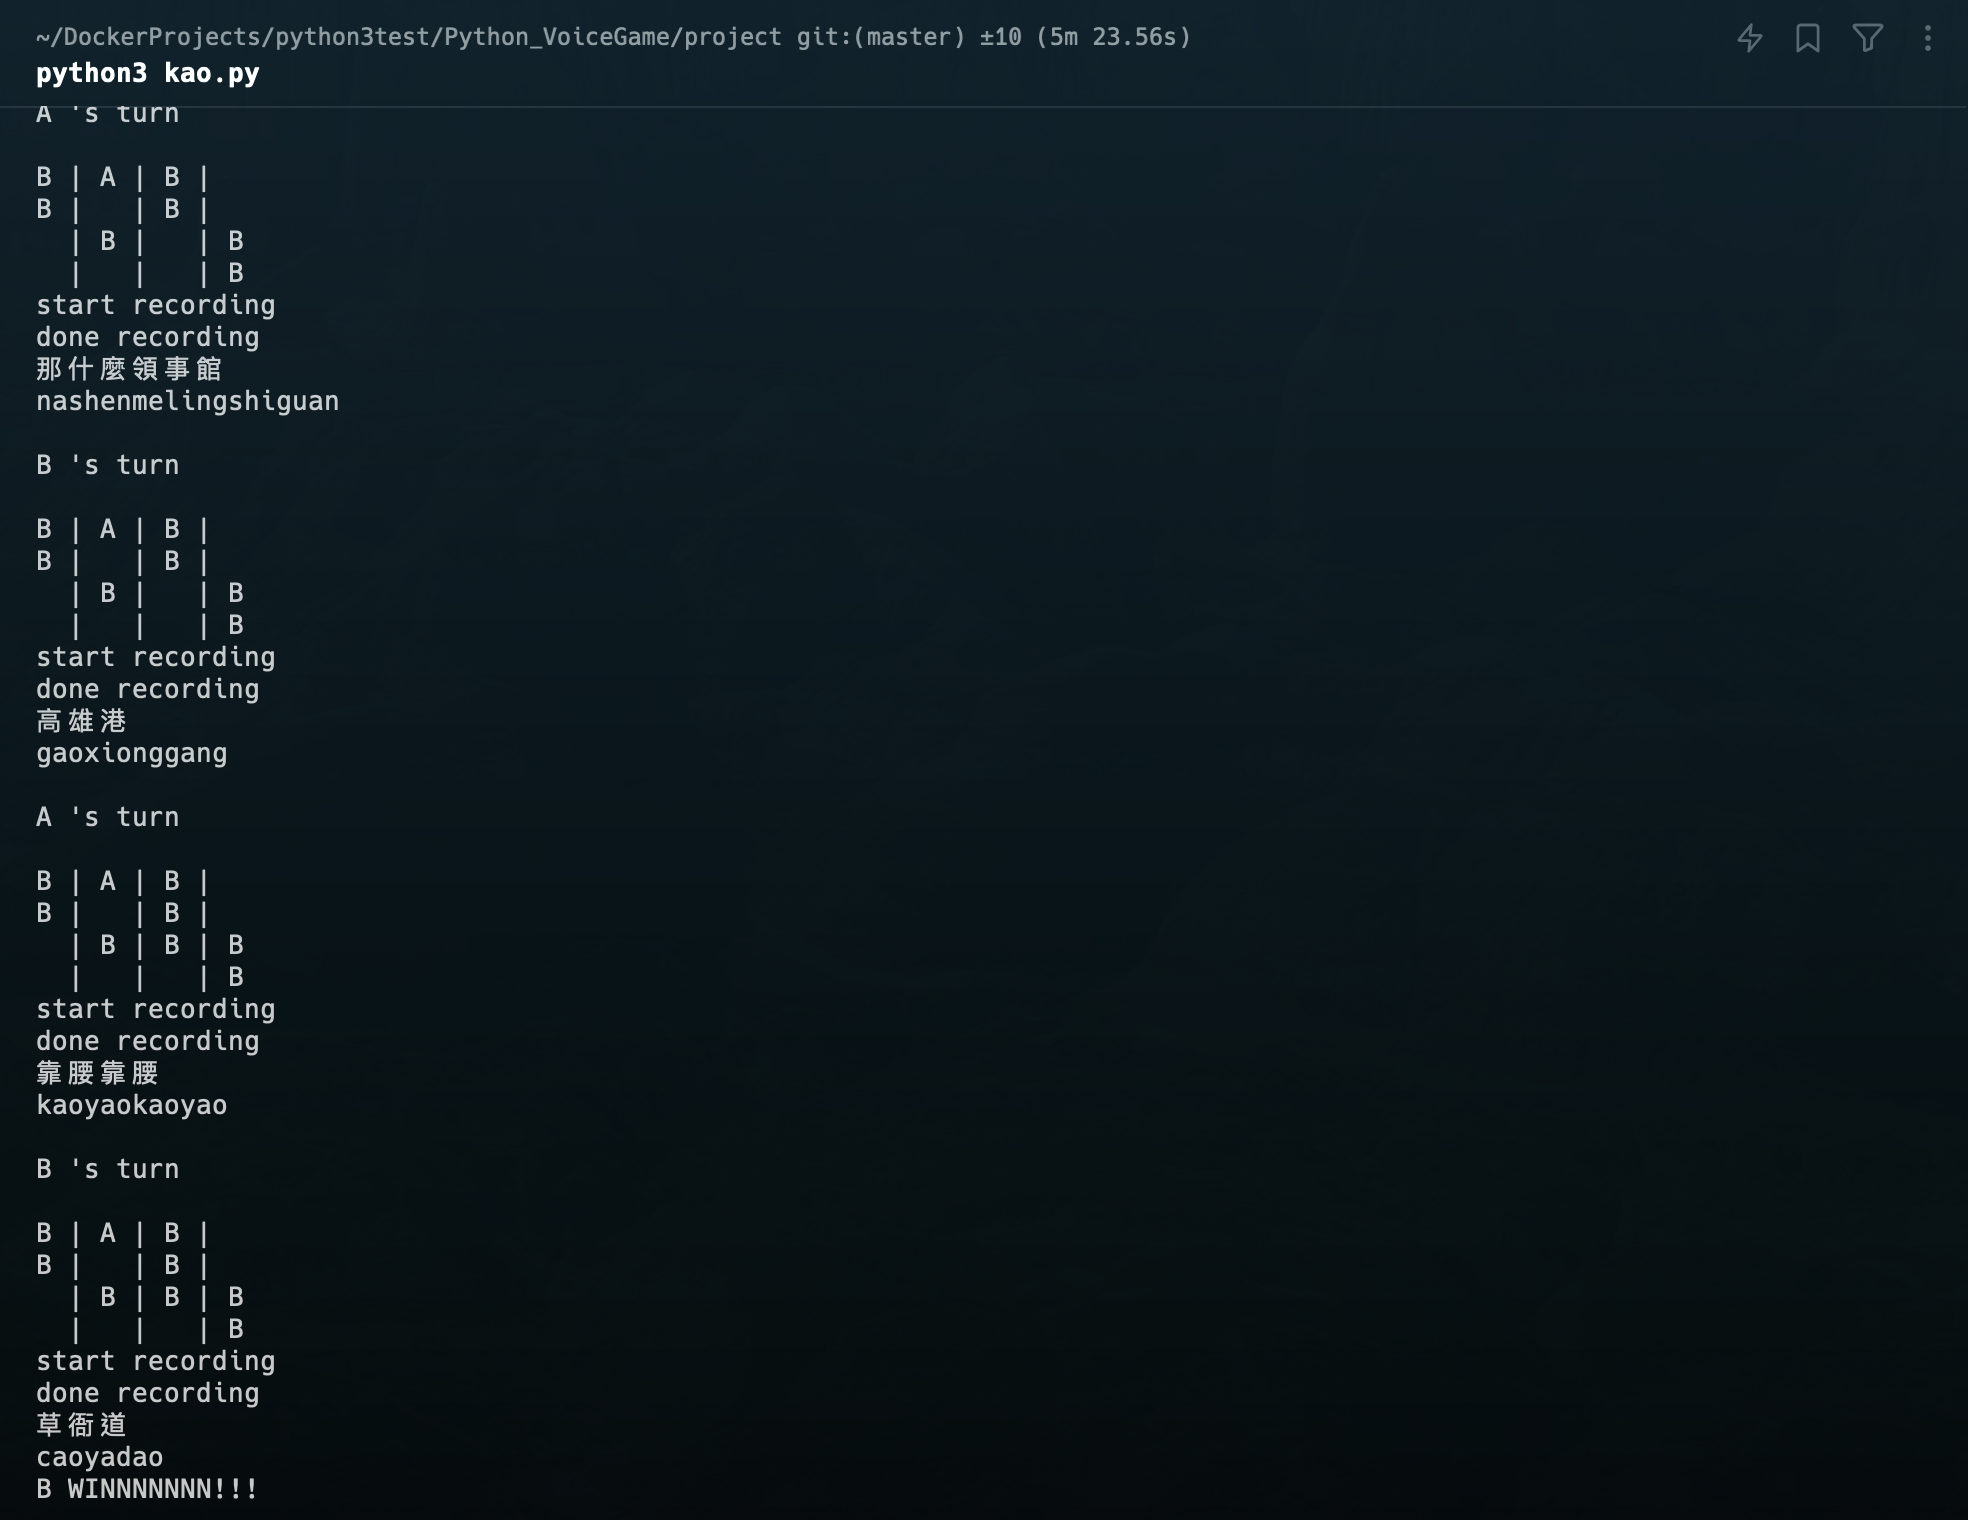 ~/DockerProjects/python3test/Python_VoiceGame/project git:(master) ±10 (5m 23.56s)
python3 kao.py
A 's turn
B | A | B |
B |   | B |
  | B |   | B
  |   |   | B
start recording
done recording
那什麼領事館
nashenmelingshiguan
B 's turn
B | A | B |
B |   | B |
  | B |   | B
  |   |   | B
start recording
done recording
高雄港
gaoxionggang
A 's turn
B | A | B |
B |   | B |
  | B | B | B
  |   |   | B
start recording
done recording
靠腰靠腰
kaoyaokaoyao
B 's turn
B | A | B |
B |   | B |
  | B | B | B
  |   |   | B
start recording
done recording
草衙道
caoyadao
B WINNNNNNN!!!